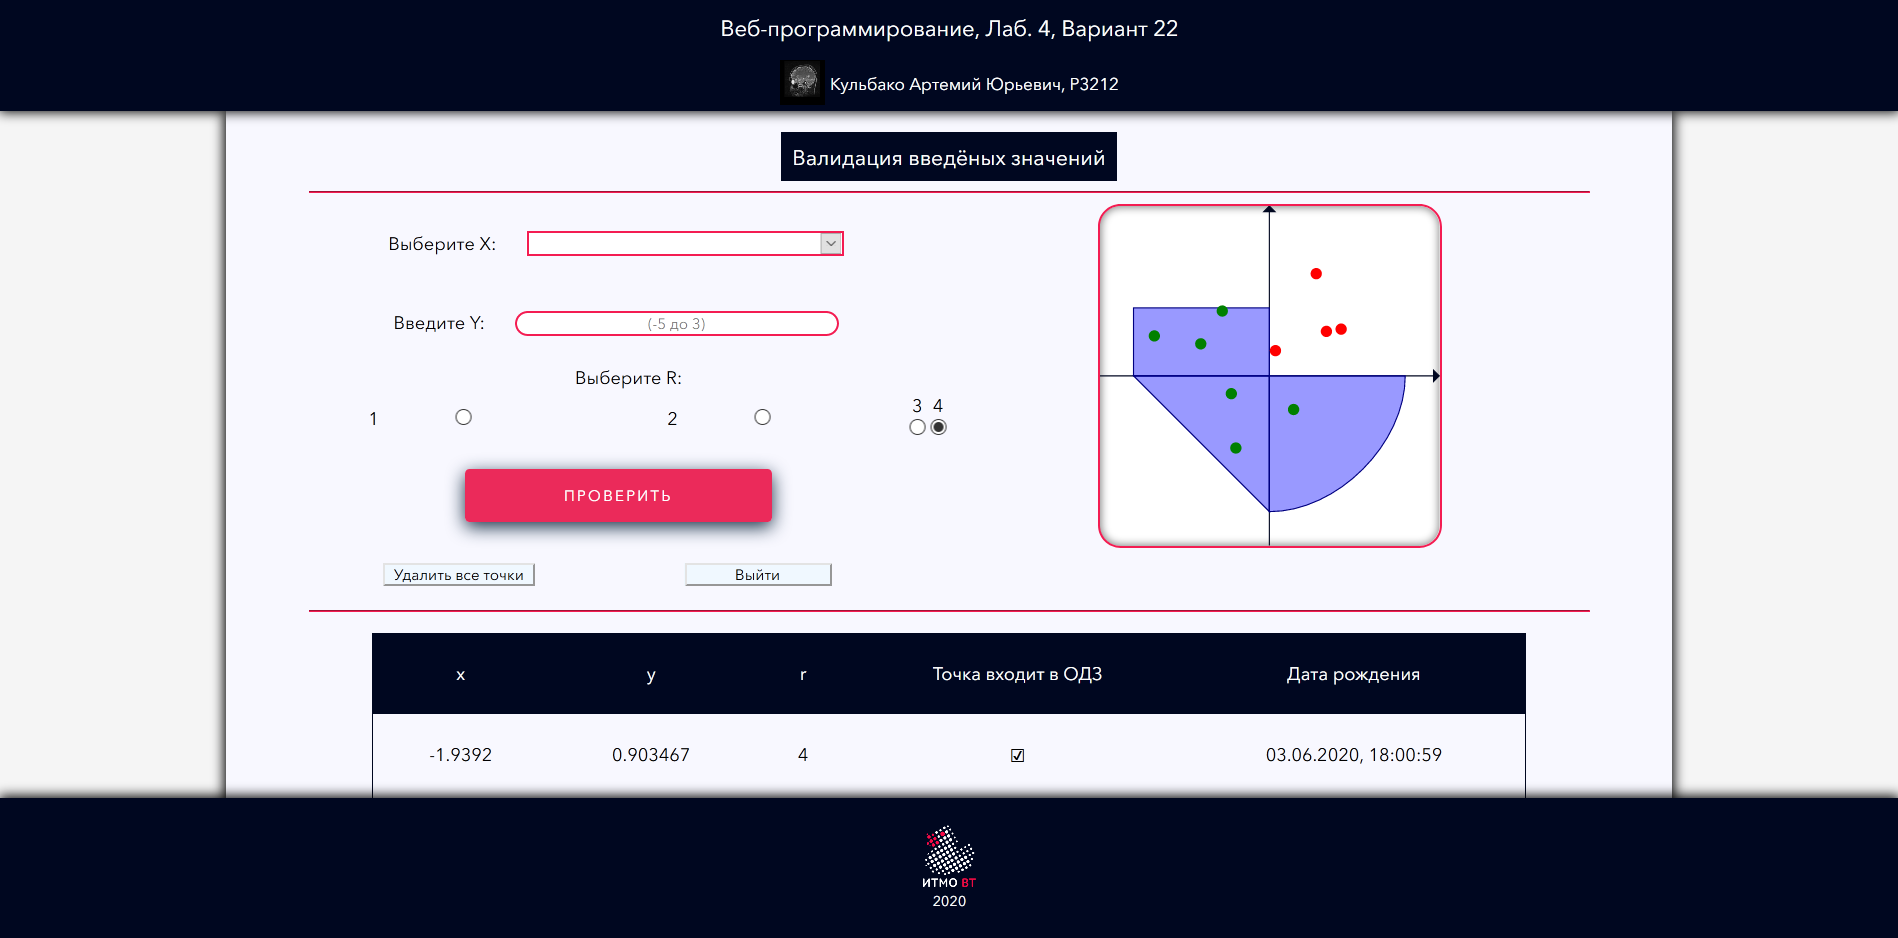 Веб-программирование, Лаб. 4, Вариант 22
Кульбако Артемий Юрьевич, P3212
Валидация введёных значений
Выберите X:
Введите Y:
(-5 до 3)
Выберите R:
1
2
3 4
ПРОВЕРИТЬ
Удалить все точки
Выйти
x y r Точка входит в ОДЗ Дата рождения
-1.9392 0.903467 4 ☑ 03.06.2020, 18:00:59
ИТМО ВТ
2020